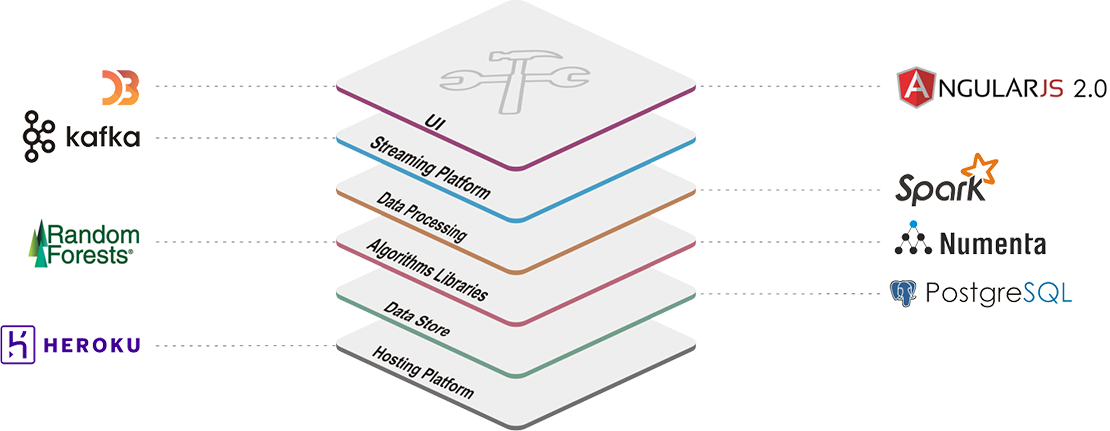 D3
ANGULARJS 2.0
UI
kafka
Streaming Platform
Spark
Data Processing
Random
Forests®
Algorithms Libraries
Numenta
Data Store
PostgreSQL
HEROKU
Hosting Platform